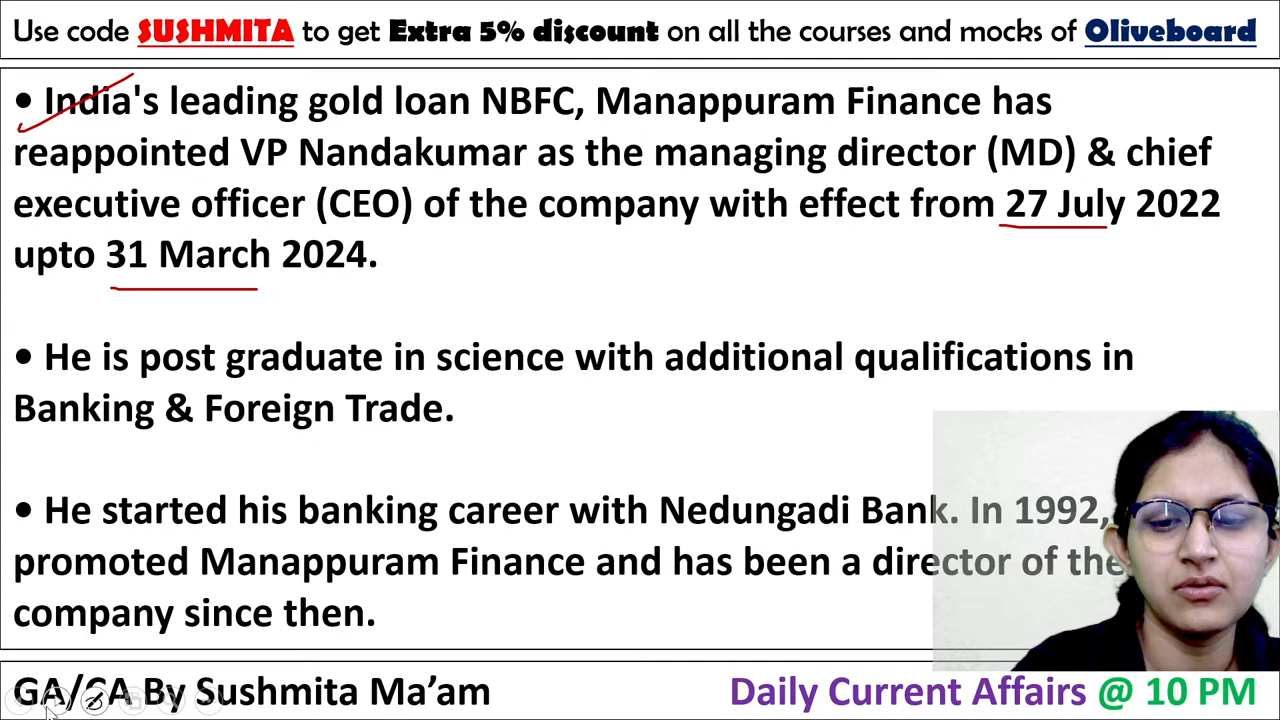 Use code SUSHMITA to get Extra 5% discount on all the courses and mocks of Oliveboard
• India's leading gold loan NBFC, Manappuram Finance has
reappointed VP Nandakumar as the managing director (MD) & chief
executive officer (CEO) of the company with effect from 27 July 2022
upto 31 March 2024.
• He is post graduate in science with additional qualifications in
Banking & Foreign Trade.
• He started his banking career with Nedungadi Bank. In 1992,
promoted Manappuram Finance and has been a director of the
company since then.
GA/CA By Sushmita Ma’am
Daily Current Affairs @ 10 PM